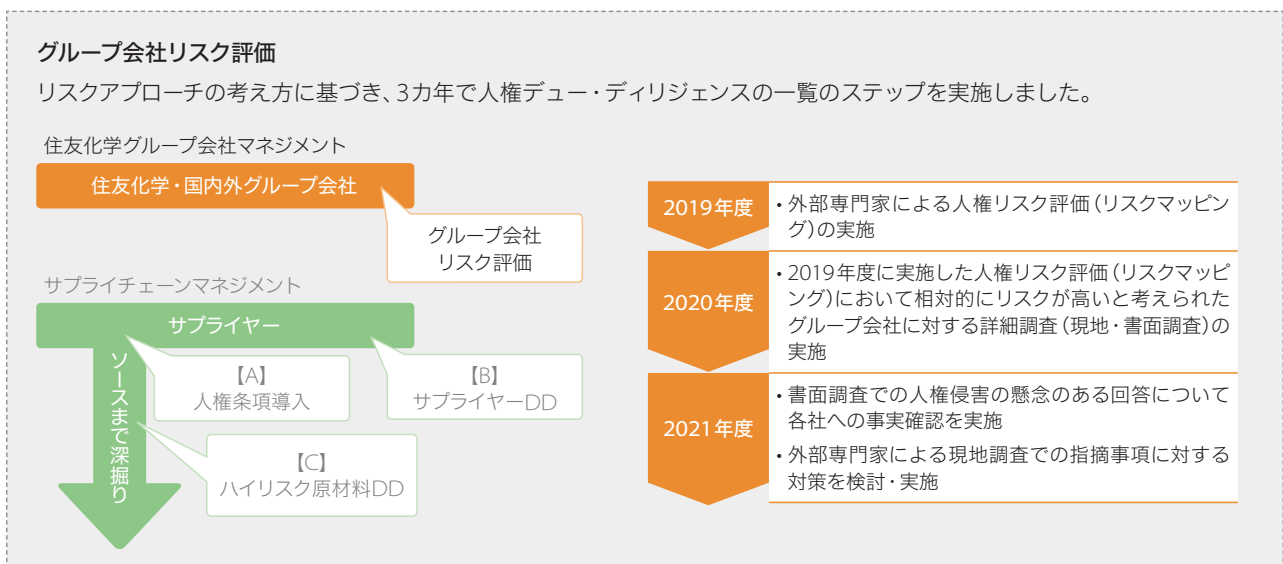 グループ会社リスク評価
リスクアプローチの考え方に基づき、3カ年で人権デュー・ディリジェンスの一覧のステップを実施しました。
住友化学グループ会社マネジメント
住友化学・国内外グループ会社
グループ会社
リスク評価
サプライチェーンマネジメント
サプライヤー
【A】
人権条項導入
【B】
サプライヤーDD
ソースまで深掘り
【C】
ハイリスク原材料DD
2019年度
・外部専門家による人権リスク評価（リスクマッピン
グ）の実施
2020年度
・2019年度に実施した人権リスク評価（リスクマッピ
ング）において相対的にリスクが高いと考えられた
グループ会社に対する詳細調査（現地・書面調査）の
実施
2021年度
・書面調査での人権侵害の懸念のある回答について
各社への事実確認を実施
・外部専門家による現地調査での指摘事項に対する
対策を検討・実施